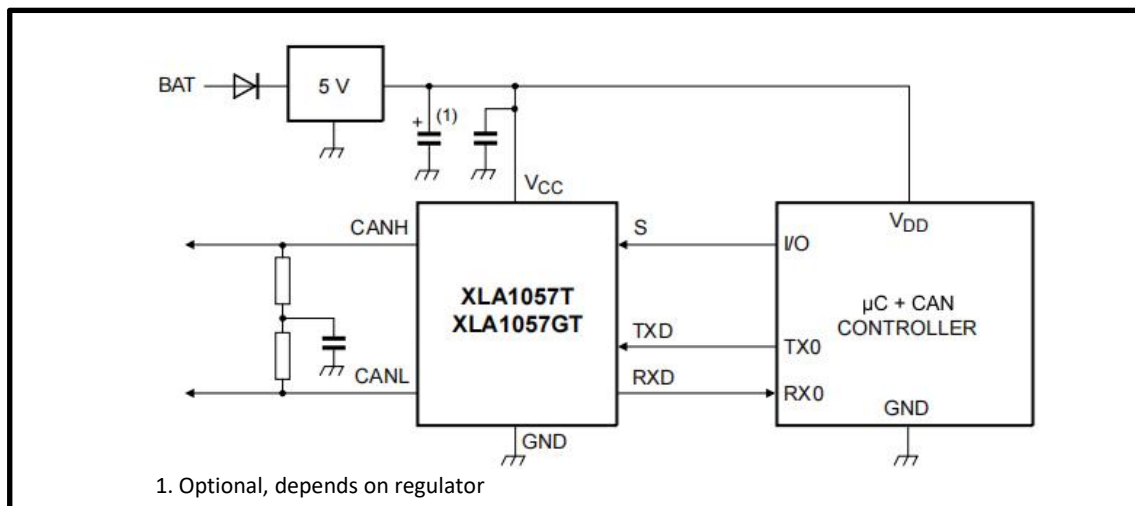 BAT
5 V
+ (1)
VCC
CANH
S
VDD
I/O
XLA1057T
XLA1057GT
µC + CAN
CONTROLLER
TXD
TX0
CANL
RXD
RX0
GND
GND
1. Optional, depends on regulator